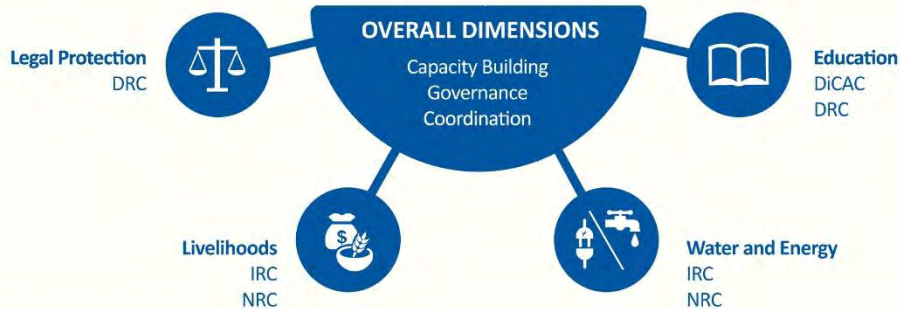 OVERALL DIMENSIONS
Capacity Building
Governance
Coordination
Legal Protection
DRC
Education
DiCAC
DRC
Livelihoods
IRC
NRC
$
Water and Energy
IRC
NRC